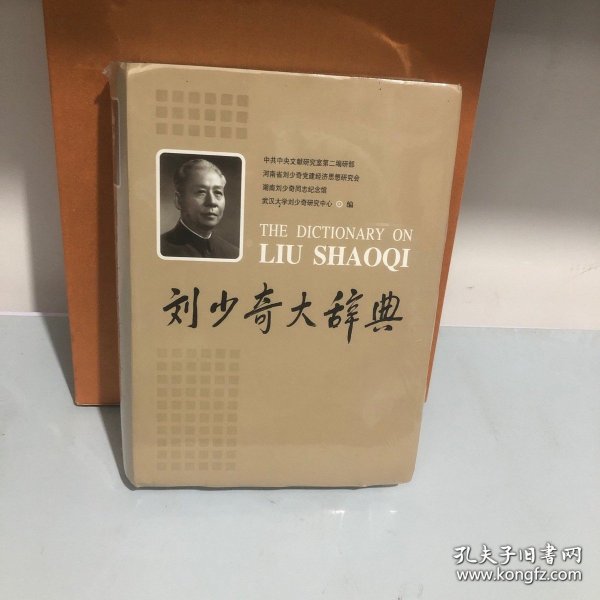 中共中央文献研究室第二编研部
河南省刘少奇党建经济思想研究会
湖南刘少奇同志纪念馆
武汉大学刘少奇研究中心 ⊙ 编
THE DICTIONARY ON
LIU SHAOQI
刘少奇大辞典
孔夫子旧书网
www.kongfz.com